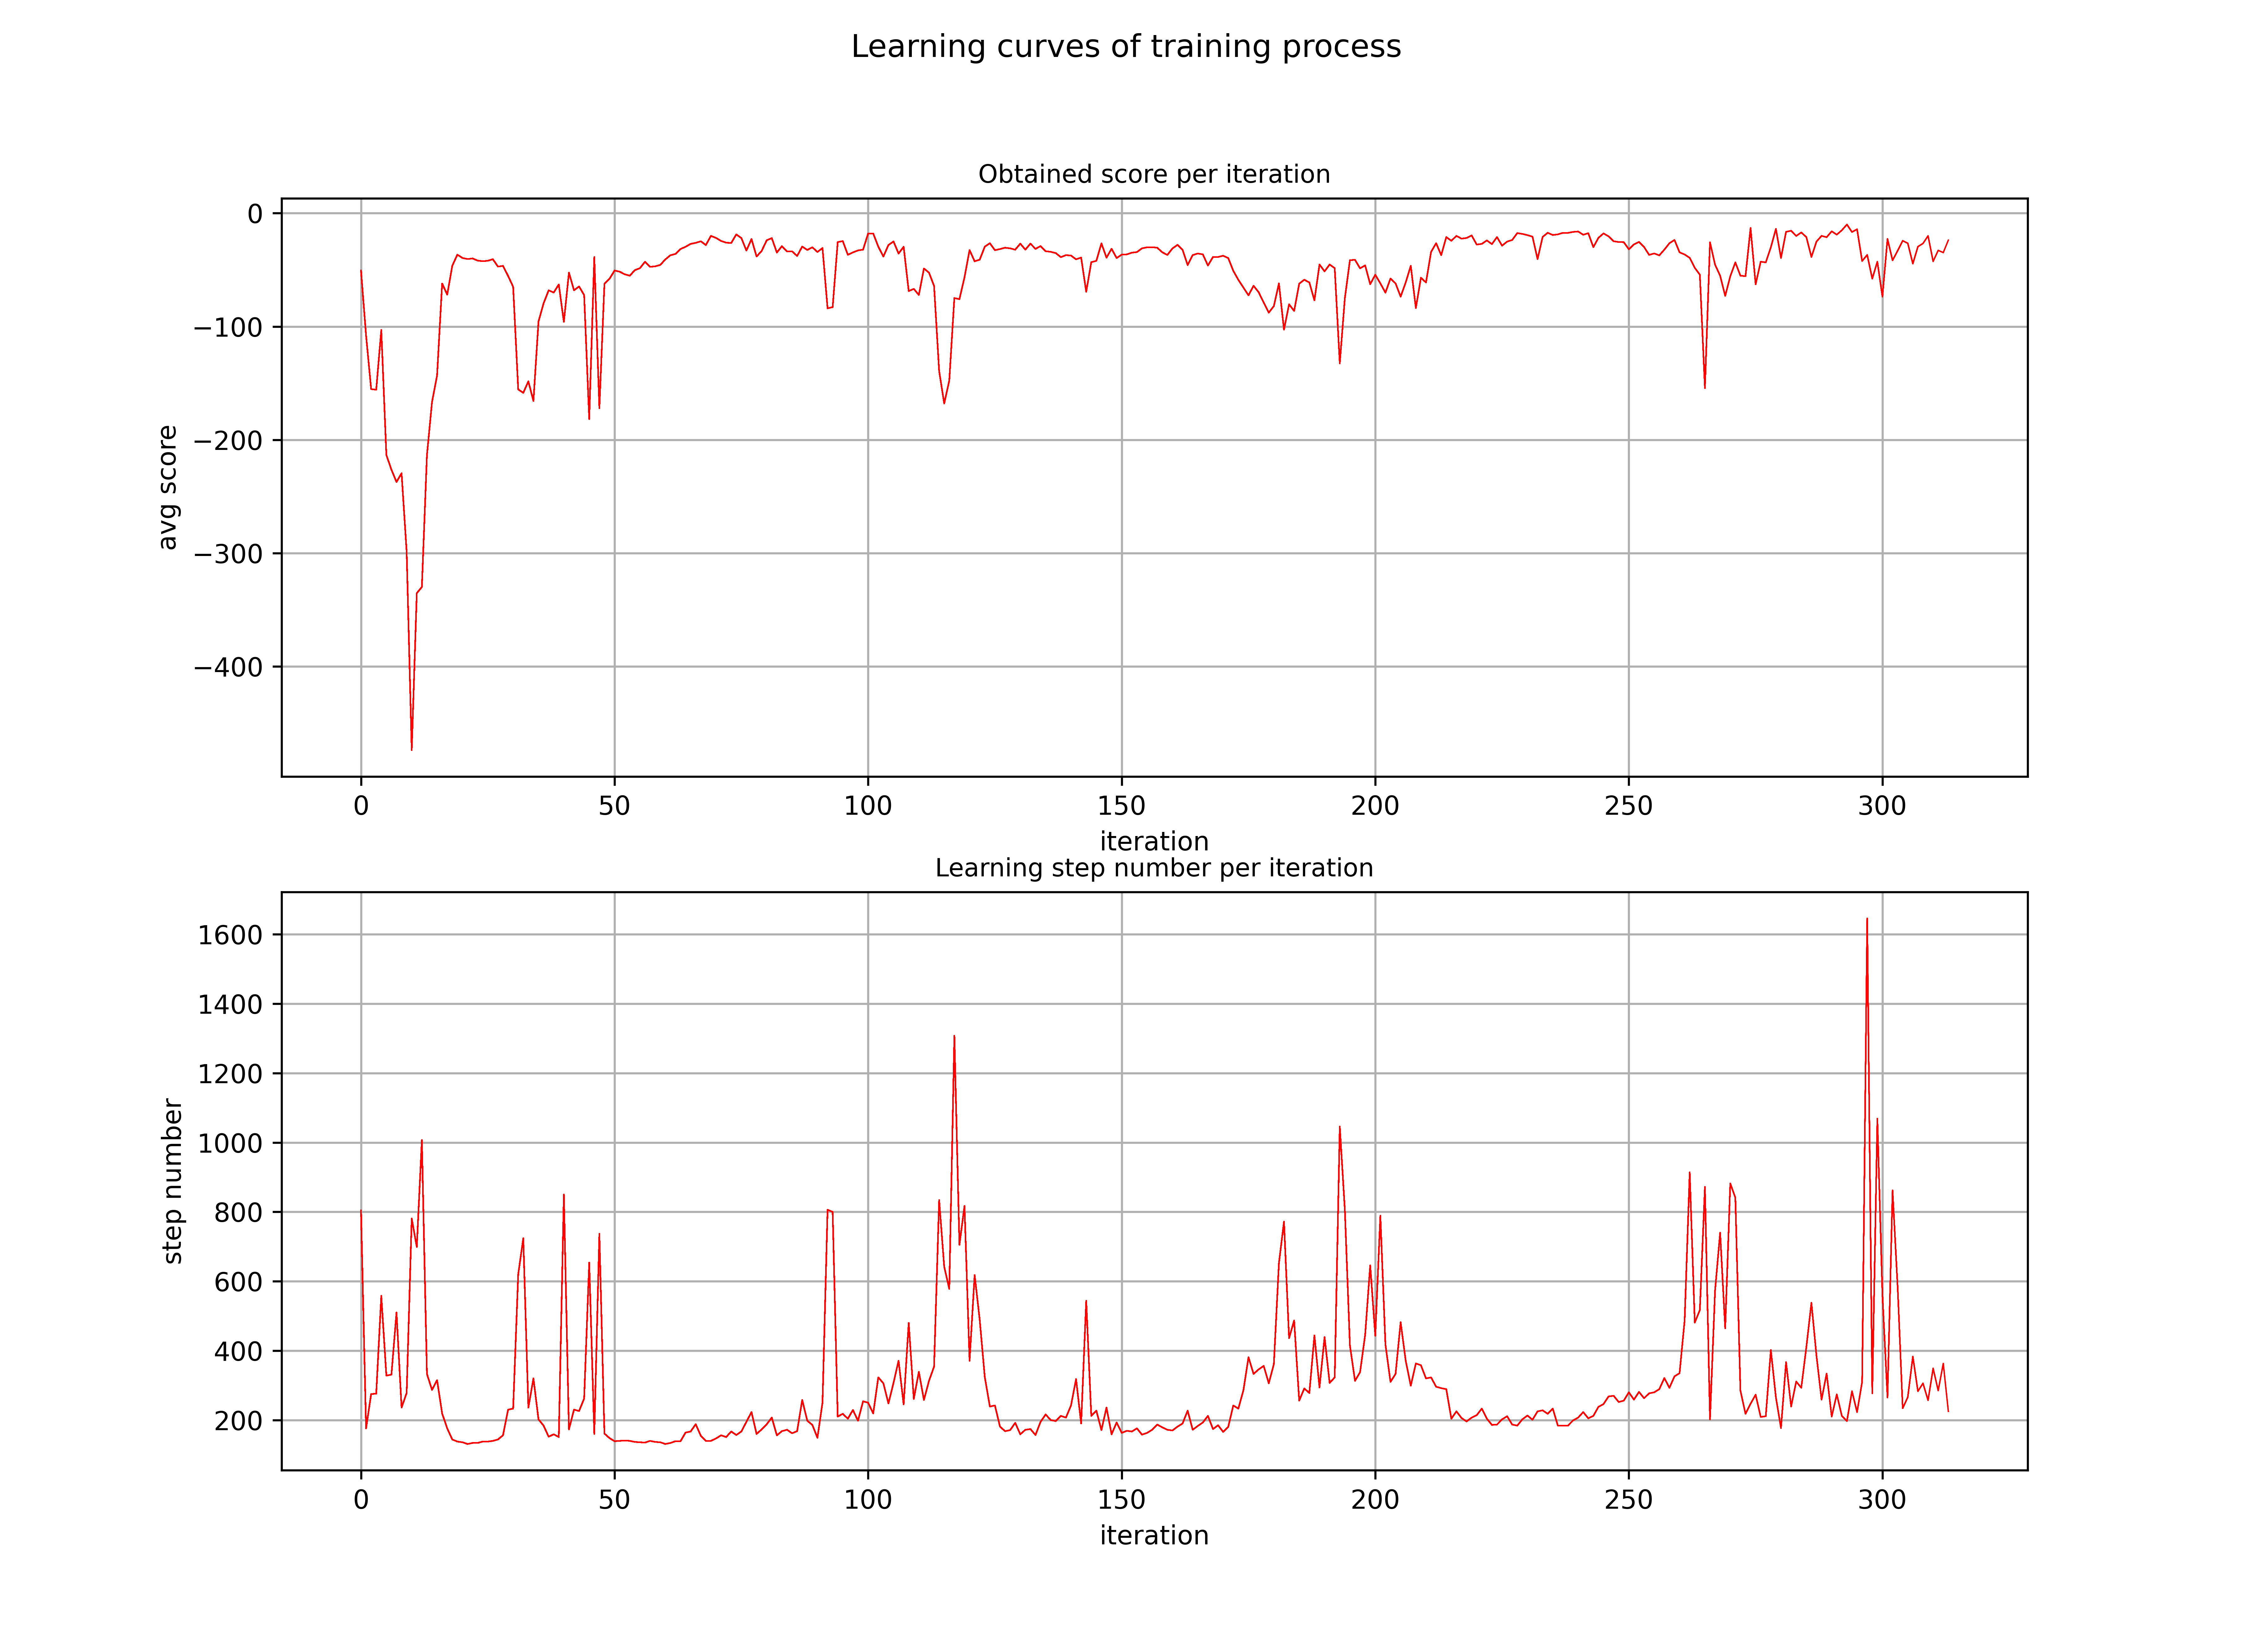 Learning curves of training process
Obtained score per iteration
0
−100
−200
−300
−400
avg score
0 50 100 150 200 250 300
iteration
Learning step number per iteration
1600
1400
1200
1000
800
600
400
200
step number
0 50 100 150 200 250 300
iteration